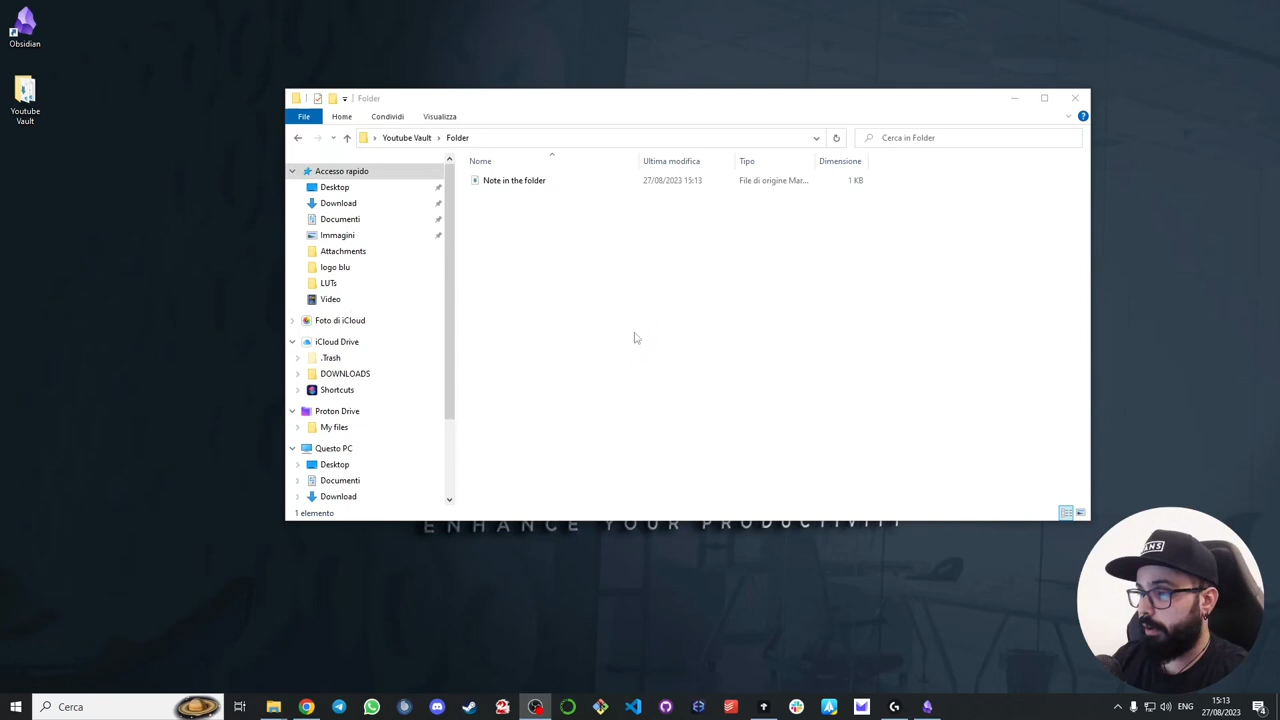 Obsidian
Youtube
Vault
Folder
File
Home
Condividi
Visualizza
Youtube Vault
Folder
Cerca in Folder
Nome
Ultima modifica
Tipo
Dimensione
Note in the folder
27/08/2023 15:13
File di origine Mar...
1 KB
Accesso rapido
Desktop
Download
Documenti
Immagini
Attachments
logo blu
LUTs
Video
Foto di iCloud
iCloud Drive
.Trash
DOWNLOADS
Shortcuts
Proton Drive
My files
Questo PC
Desktop
Documenti
Download
1 elemento
ENHANCE YOUR PRODUCTIVITY
VANS
Cerca
ENG
15:13
27/08/2023